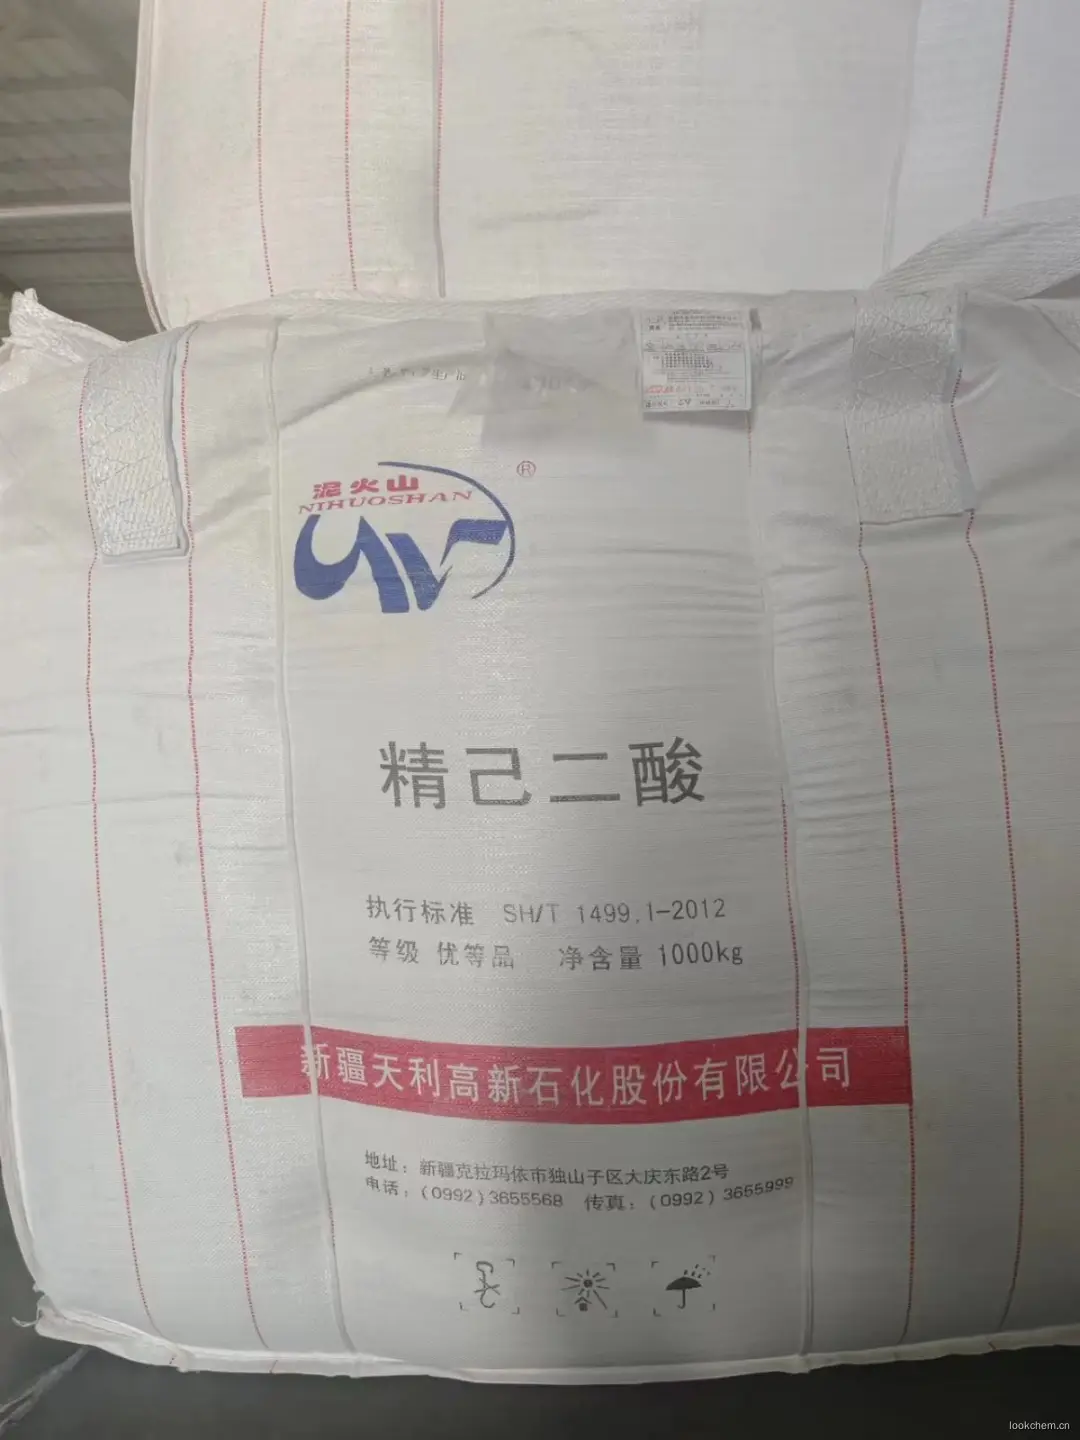 泥火山
NIHUOSHAN
®
精己二酸
执行标准 SH/T 1499.1-2012
等级 优等品 净含量 1000kg
新疆天利高新石化股份有限公司
地址：新疆克拉玛依市独山子区大庆东路2号
电话：(0992)3655568 传真：(0992)3655999
lookchem.cn